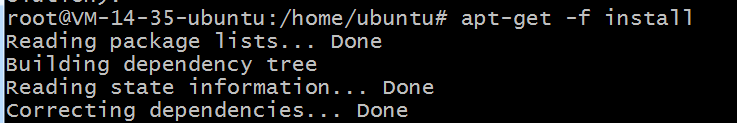 root@VM-14-35-ubuntu:/home/ubuntu# apt-get -f install
Reading package lists... Done
Building dependency tree
Reading state information... Done
Correcting dependencies... Done